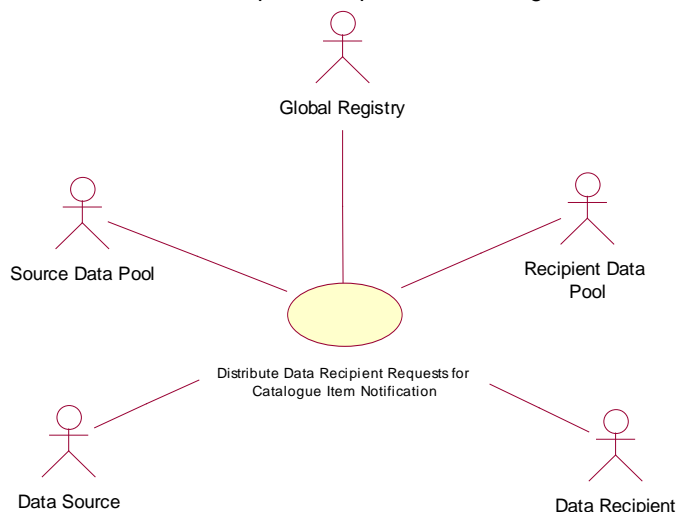 Global Registry
Source Data Pool
Recipient Data
Pool
Distribute Data Recipient Requests for
Catalogue Item Notification
Data Source
Data Recipient